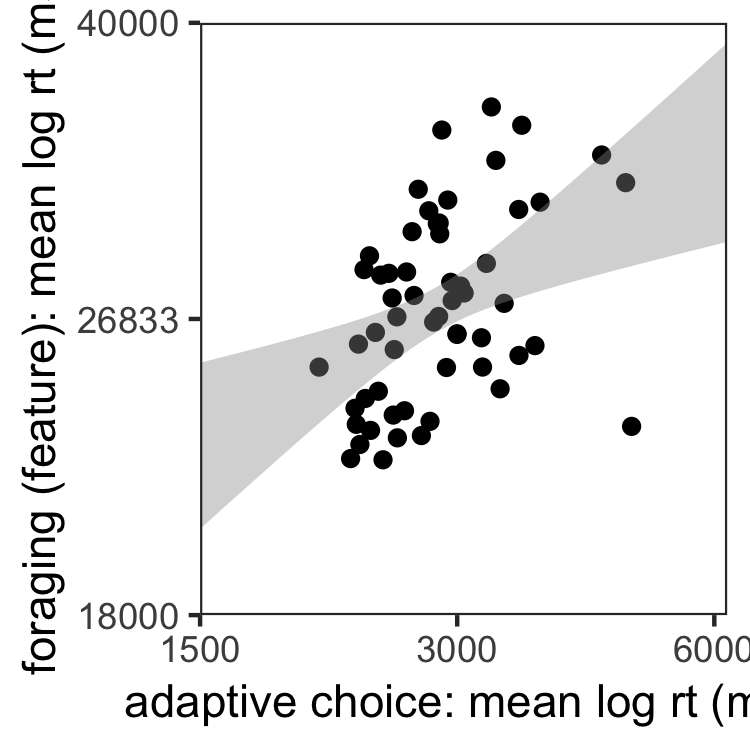 foraging (feature): mean log rt
40000
26833
18000
1500 3000 6000
adaptive choice: mean log rt